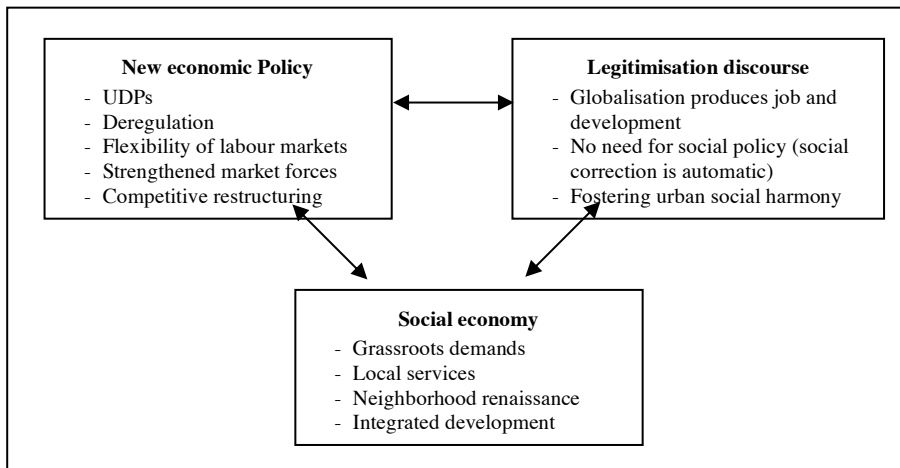 New economic Policy
- UDPs
- Deregulation
- Flexibility of labour markets
- Strengthened market forces
- Competitive restructuring
Legitimisation discourse
- Globalisation produces job and
development
- No need for social policy (social
correction is automatic)
- Fostering urban social harmony
Social economy
- Grassroots demands
- Local services
- Neighborhood renaissance
- Integrated development